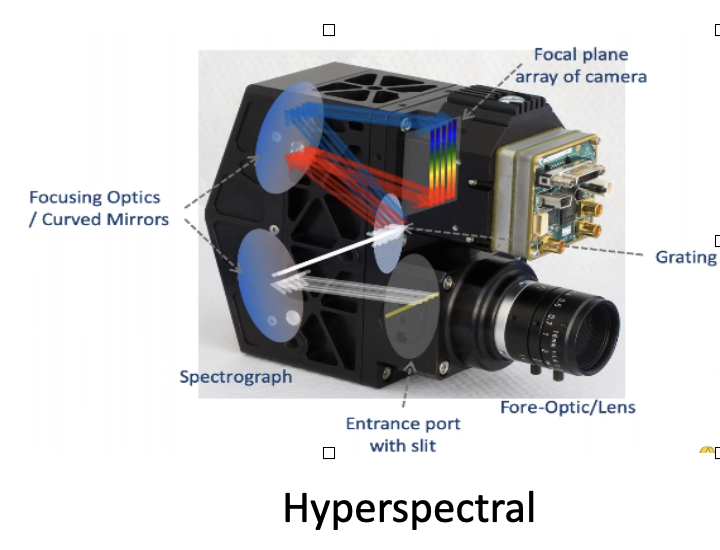 Focal plane
array of camera
Focusing Optics
/ Curved Mirrors
Grating
Spectrograph
Fore-Optic/Lens
Entrance port
with slit
Hyperspectral